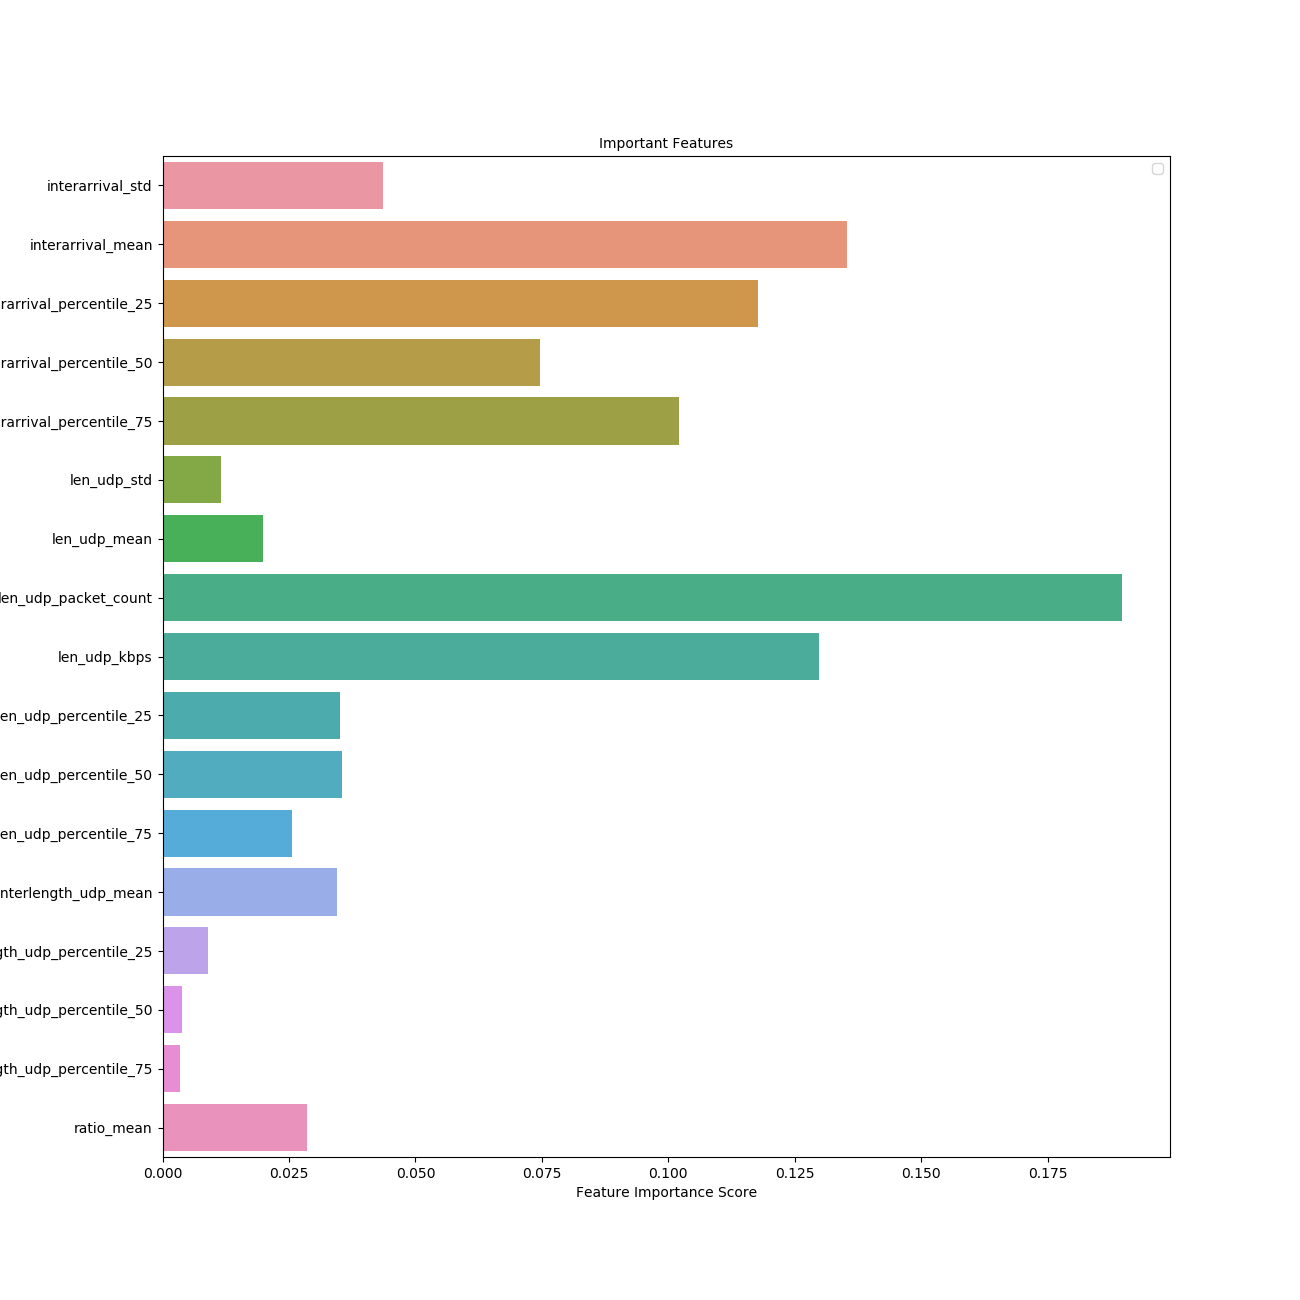 Important Features
interarrival_std
interarrival_mean
rarrival_percentile_25
rarrival_percentile_50
rarrival_percentile_75
len_udp_std
len_udp_mean
len_udp_packet_count
len_udp_kbps
en_udp_percentile_25
en_udp_percentile_50
en_udp_percentile_75
nterlength_udp_mean
gth_udp_percentile_25
gth_udp_percentile_50
gth_udp_percentile_75
ratio_mean
0.000 0.025 0.050 0.075 0.100 0.125 0.150 0.175
Feature Importance Score